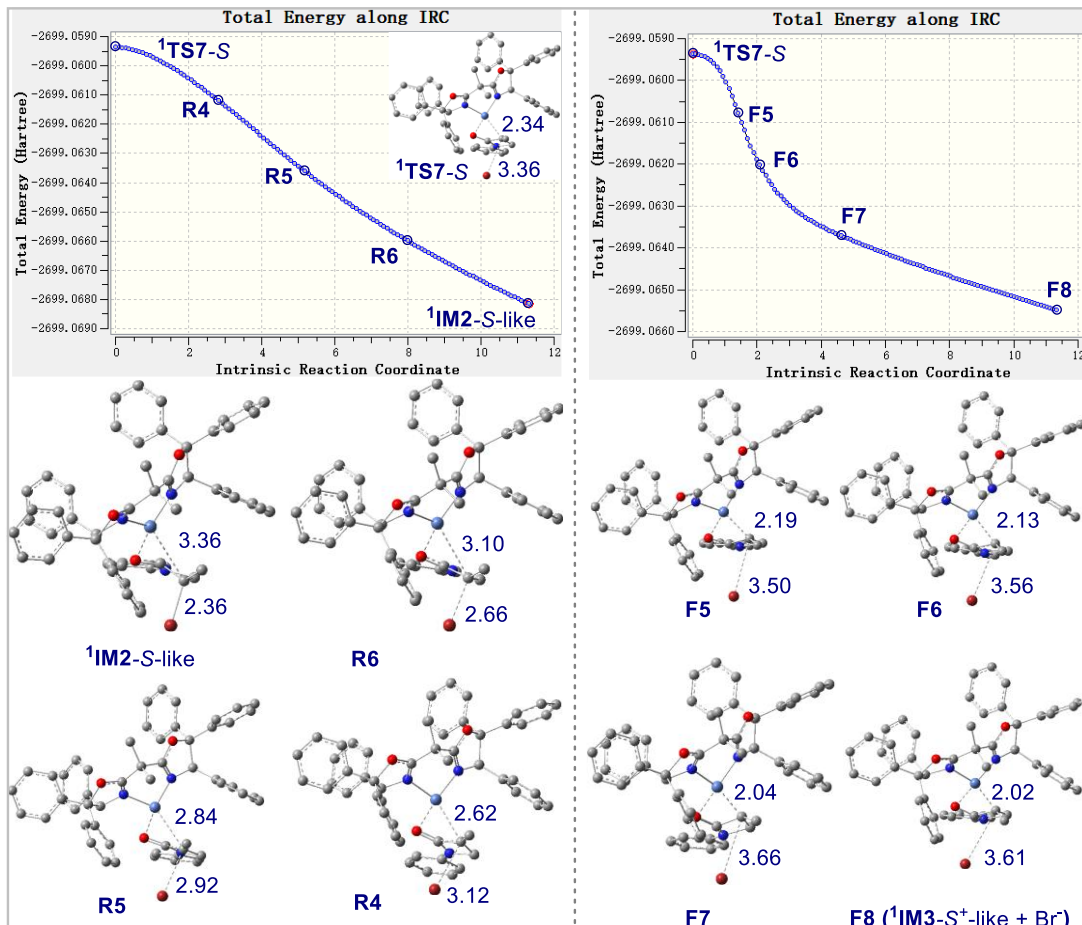 Total Energy along IRC
Total Energy (Hartree)
-2699.0590
-2699.0600
-2699.0610
-2699.0620
-2699.0630
-2699.0640
-2699.0650
-2699.0660
-2699.0670
-2699.0680
-2699.0690
0 2 4 6 8 10 12
Intrinsic Reaction Coordinate
¹TS7-S
R4
R5
R6
¹IM2-S-like
2.34
3.36
¹TS7-S
Total Energy along IRC
Total Energy (Hartree)
-2699.0590
-2699.0600
-2699.0610
-2699.0620
-2699.0630
-2699.0640
-2699.0650
-2699.0660
0 2 4 6 8 10 12
Intrinsic Reaction Coordinate
¹TS7-S
F5
F6
F7
F8
3.36
2.36
¹IM2-S-like
3.10
2.66
R6
2.84
2.92
R5
2.62
3.12
R4
2.19
3.50
F5
2.13
3.56
F6
2.04
3.66
F7
2.02
3.61
F8 (¹IM3-S⁺-like + Br⁻)